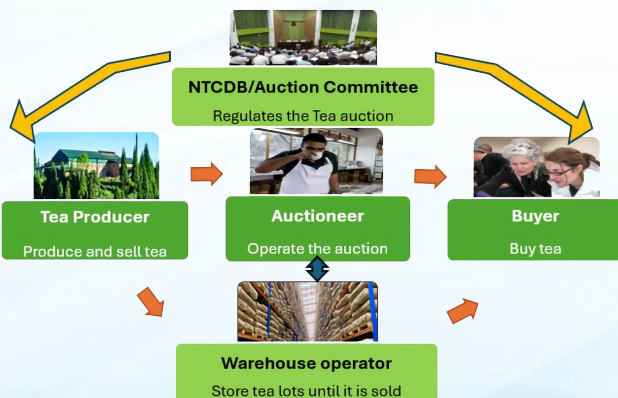 NTCDB/Auction Committee
Regulates the Tea auction
Tea Producer
Produce and sell tea
Auctioneer
Operate the auction
Buyer
Buy tea
Warehouse operator
Store tea lots until it is sold